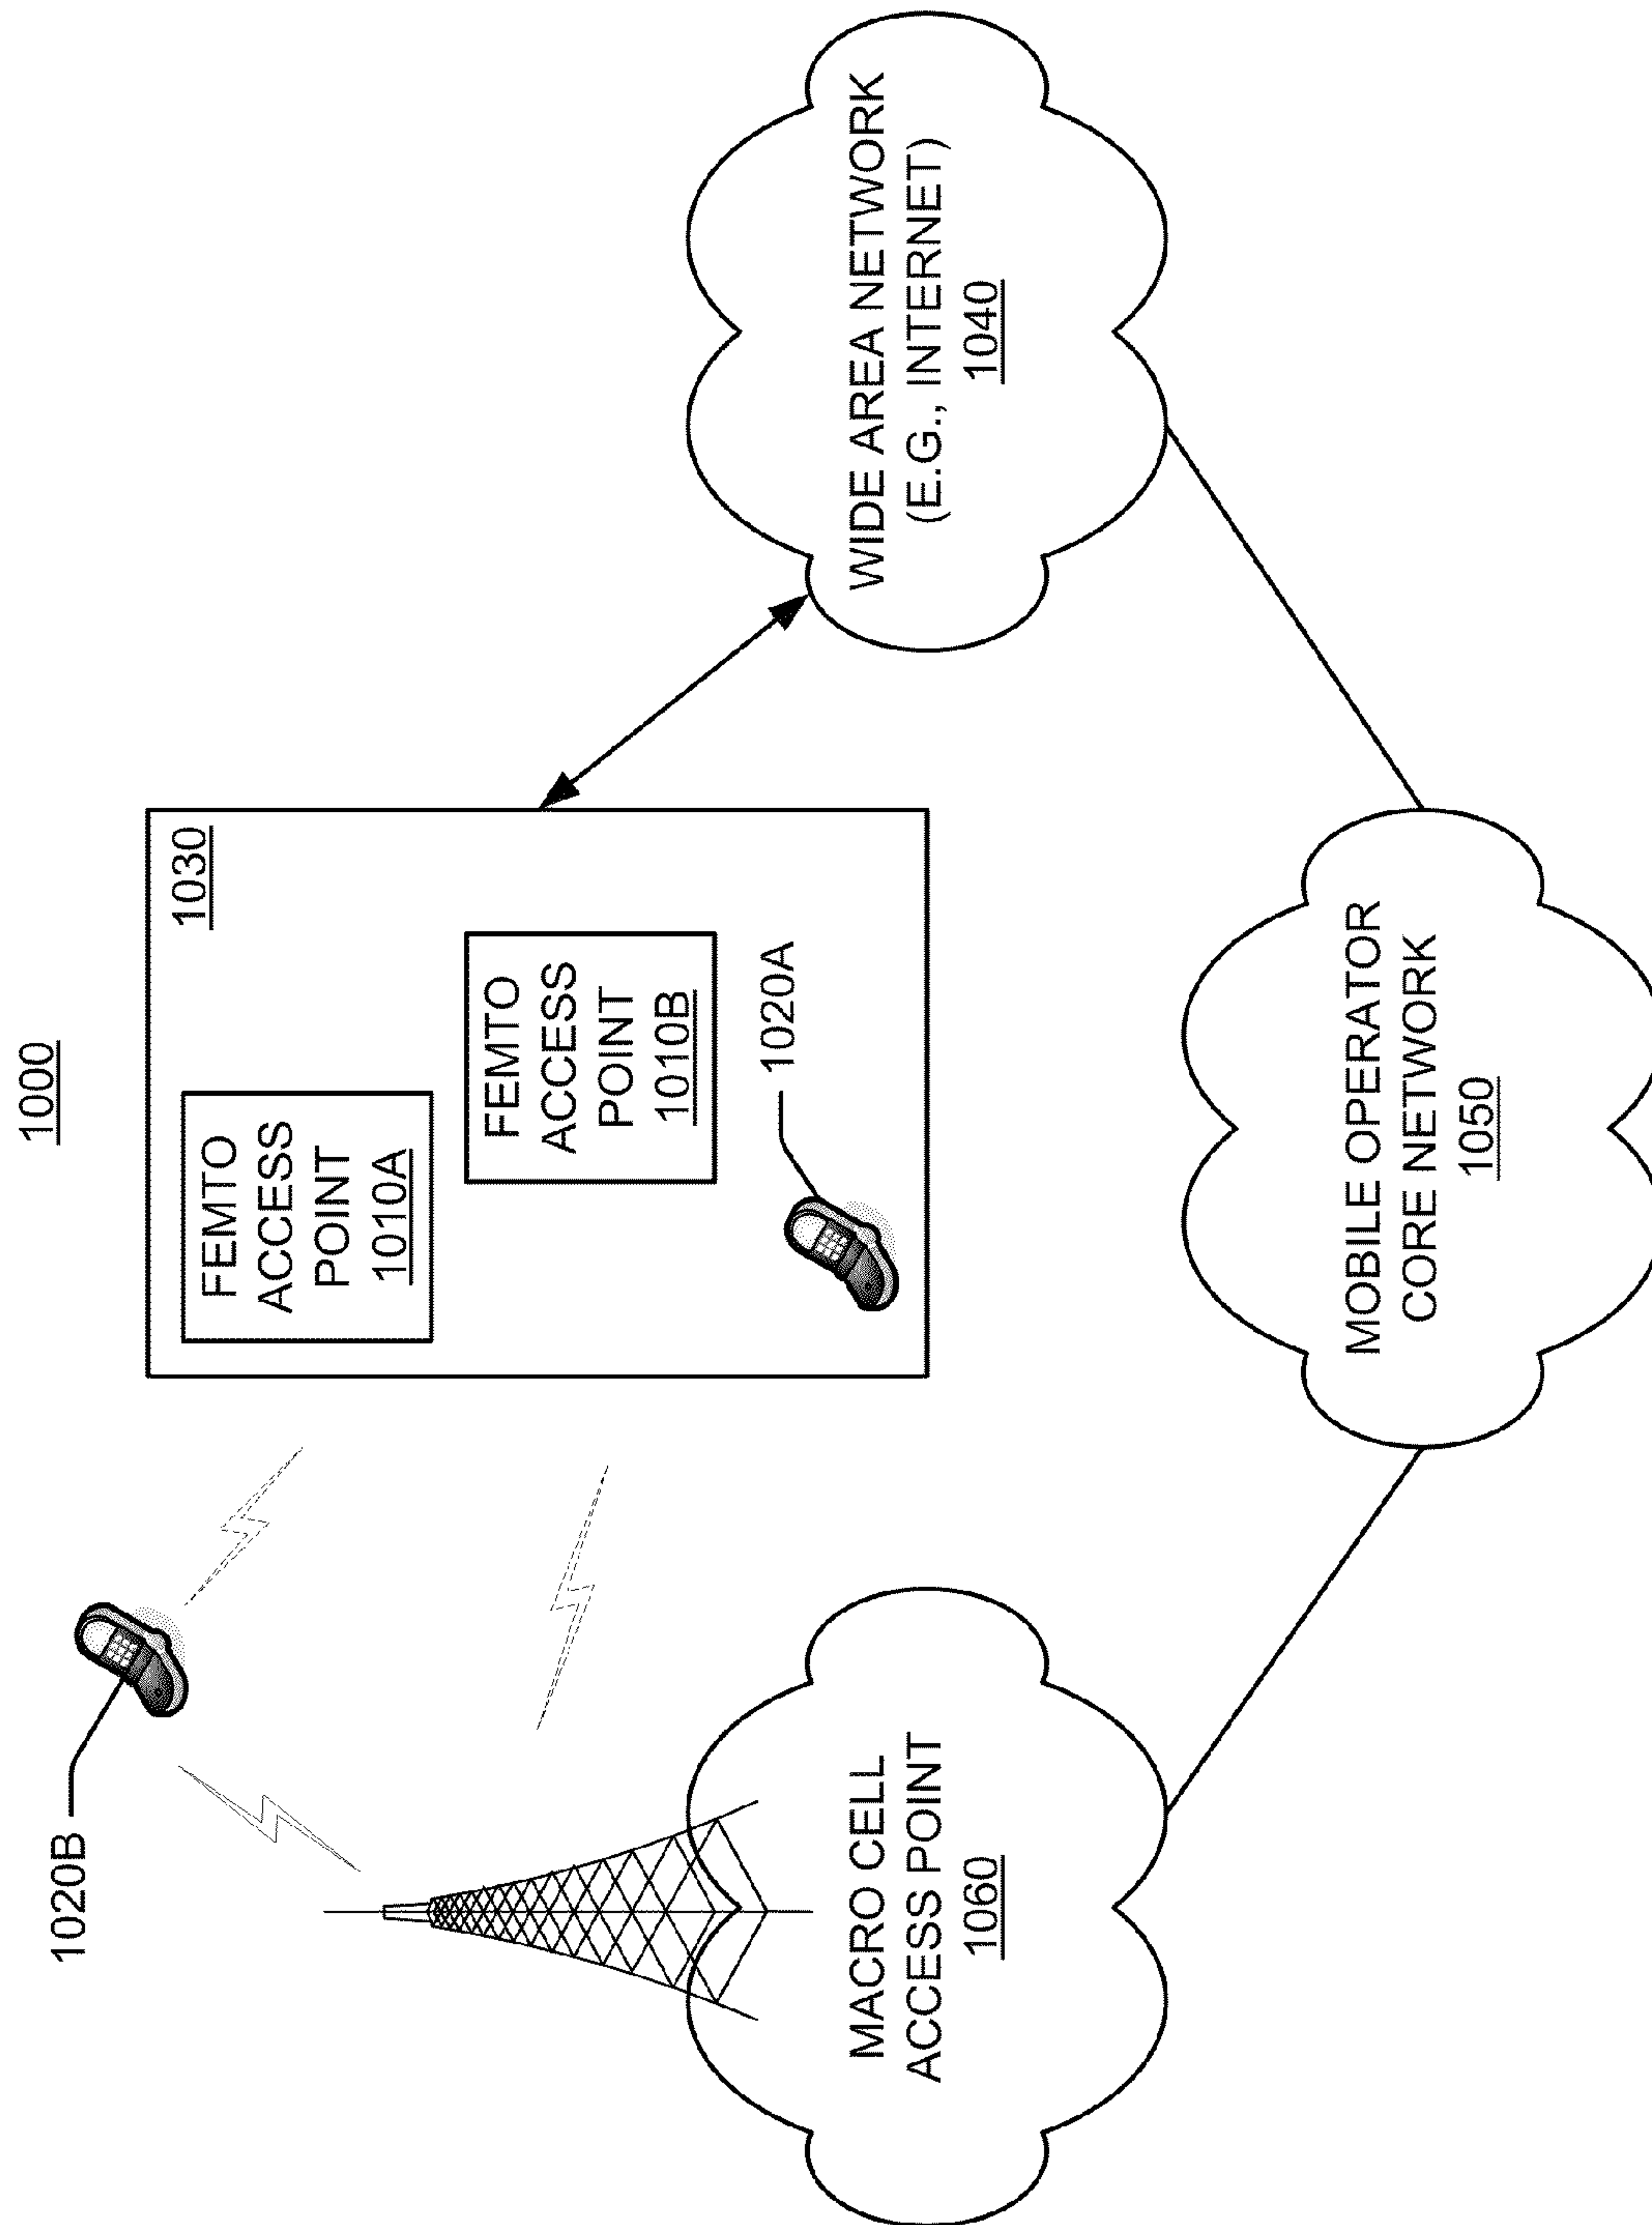 1000
1020B
1030
FEMTO
ACCESS
POINT
1010A
FEMTO
ACCESS
POINT
1010B
1020A
MACRO CELL
ACCESS POINT
1060
WIDE AREA NETWORK
(E.G., INTERNET)
1040
MOBILE OPERATOR
CORE NETWORK
1050